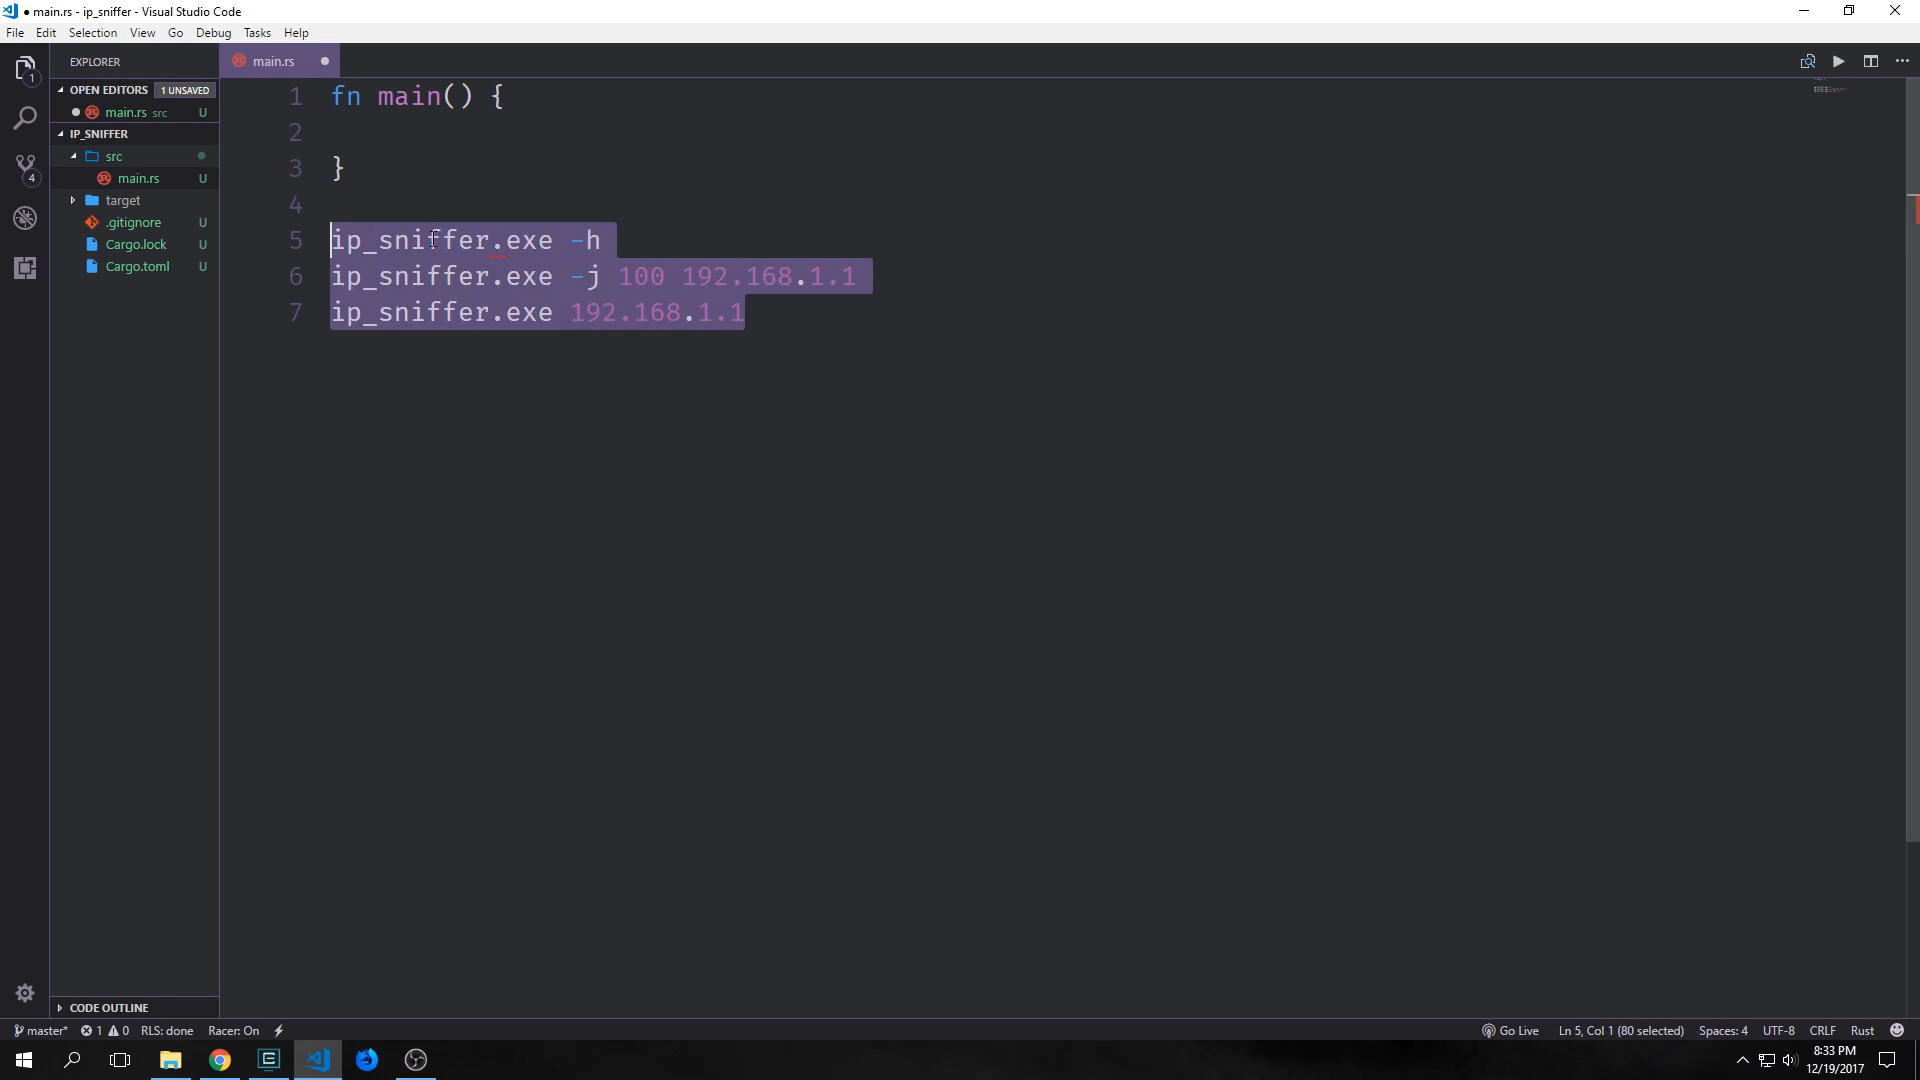 ● main.rs - ip_sniffer - Visual Studio Code
File Edit Selection View Go Debug Tasks Help
EXPLORER
OPEN EDITORS 1 UNSAVED
main.rs src U
IP_SNIFFER
src
main.rs U
target
.gitignore U
Cargo.lock U
Cargo.toml U
CODE OUTLINE
1
4
main.rs
1 fn main() {
2
3 }
4
5 ip_sniffer.exe -h
6 ip_sniffer.exe -j 100 192.168.1.1
7 ip_sniffer.exe 192.168.1.1
master* 1 0 RLS: done Racer: On
Go Live Ln 5, Col 1 (80 selected) Spaces: 4 UTF-8 CRLF Rust
8:33 PM
12/19/2017